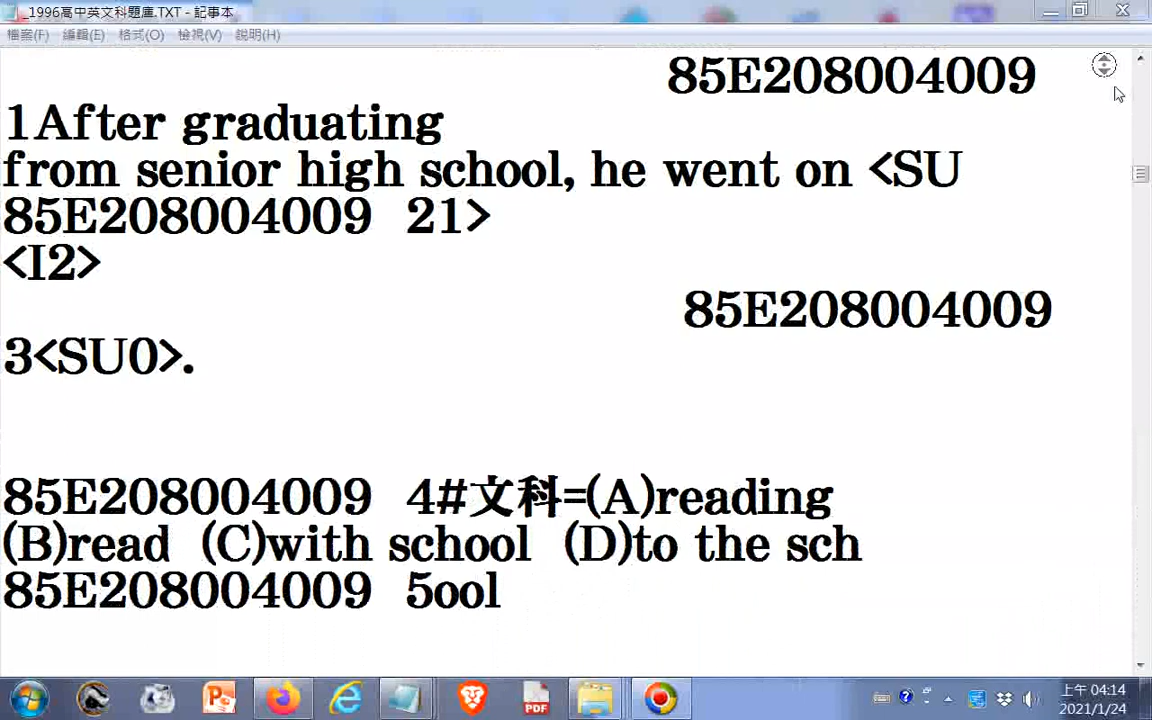 _1996高中英文科題庫.TXT - 記事本
檔案(F) 編輯(E) 格式(O) 檢視(V) 說明(H)
85E208004009
1After graduating
from senior high school, he went on <SU
85E208004009 21>
<I2>
85E208004009
3<SU0>.
85E208004009 4#文科=(A)reading
(B)read (C)with school (D)to the sch
85E208004009 5ool
PDF
上午 04:14
2021/1/24